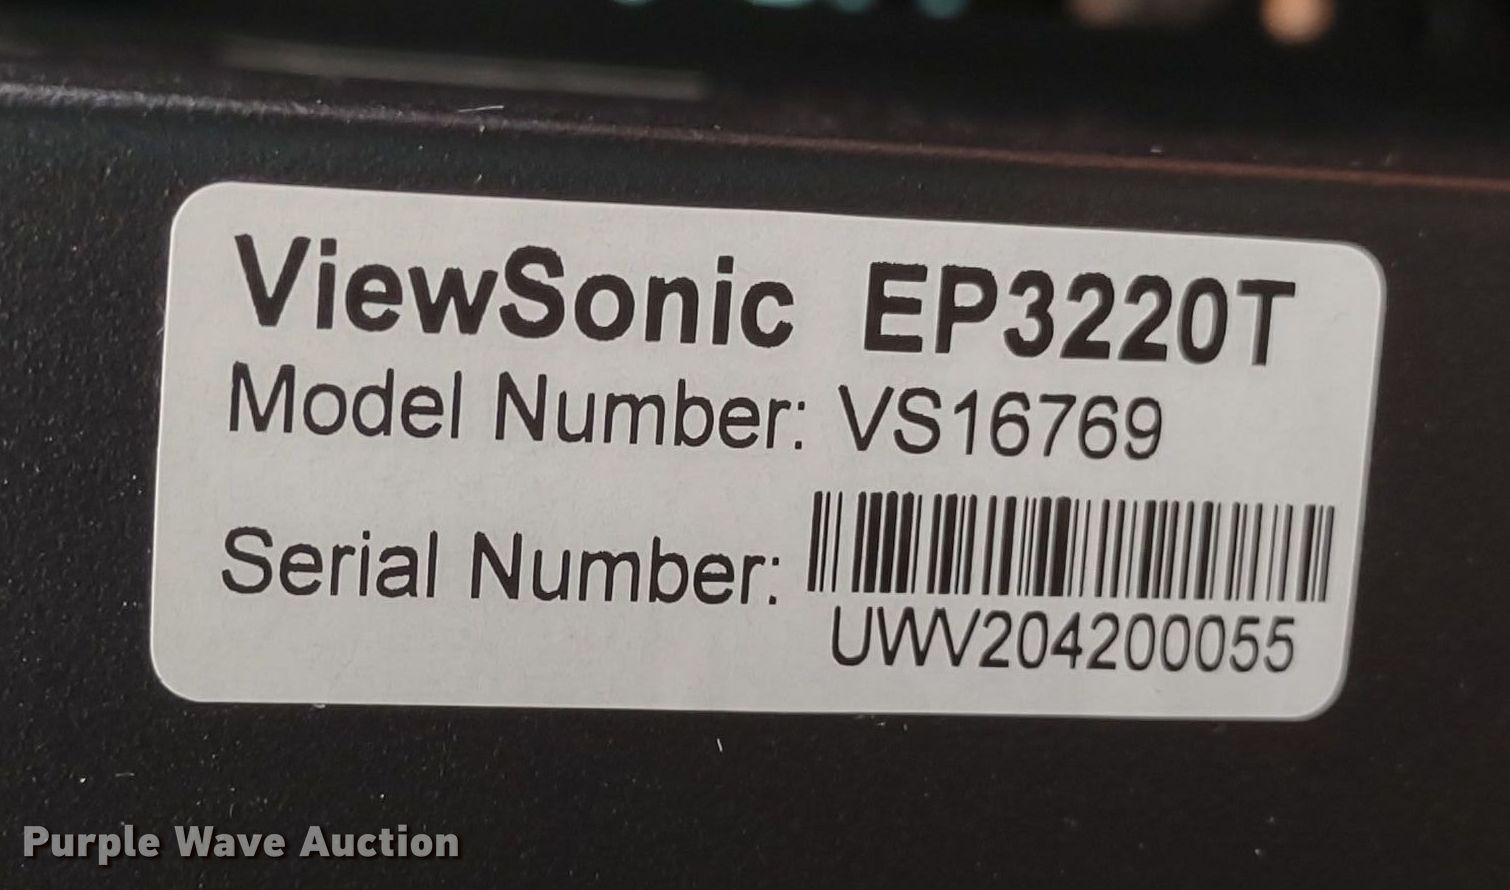 ViewSonic EP3220T
Model Number: VS16769
Serial Number:
UWV204200055
Purple Wave Auction